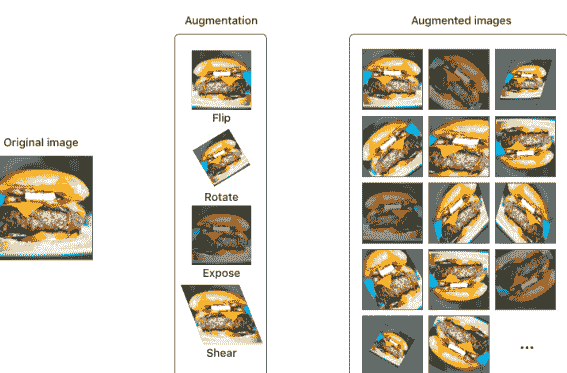 Augmentation
Augmented images
Original image
Flip
Rotate
Expose
Shear
...